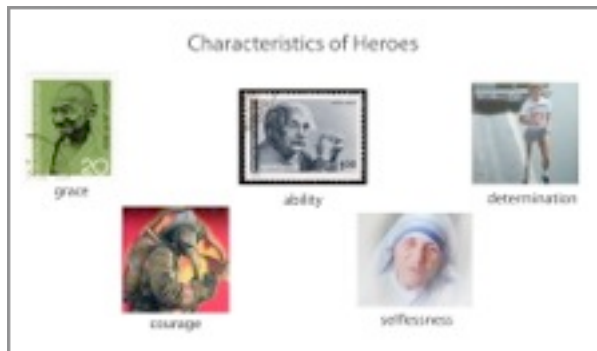 Characteristics of Heroes
20
grace
ability
determination
courage
selflessness